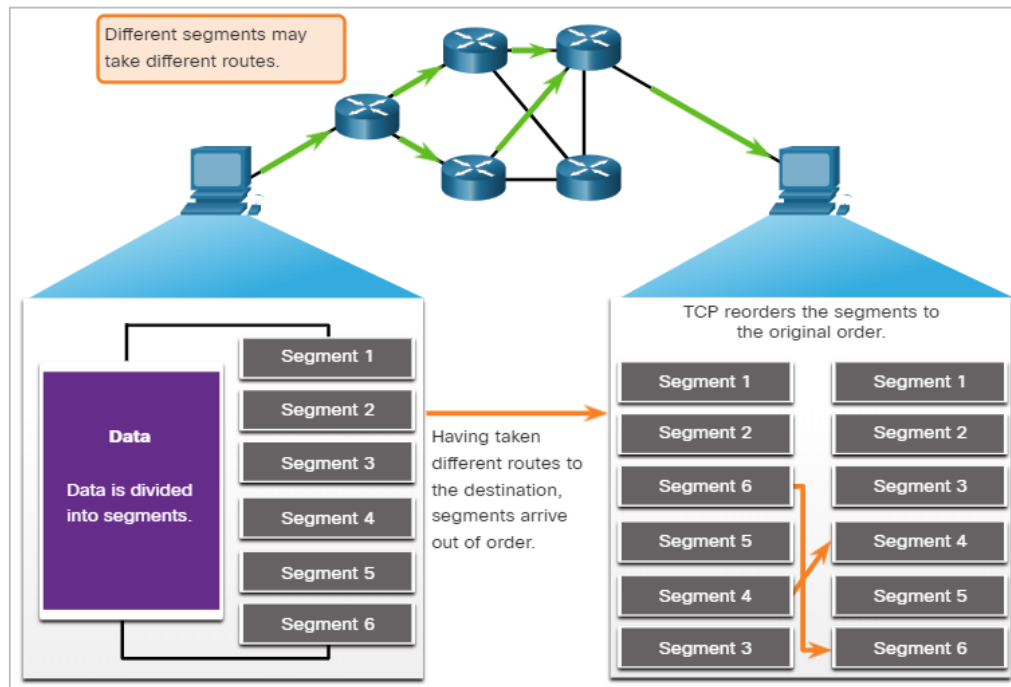 Different segments may
take different routes.
Data
Data is divided
into segments.
Segment 1
Segment 2
Segment 3
Segment 4
Segment 5
Segment 6
Having taken
different routes to
the destination,
segments arrive
out of order.
TCP reorders the segments to
the original order.
Segment 1
Segment 2
Segment 6
Segment 5
Segment 4
Segment 3
Segment 1
Segment 2
Segment 3
Segment 4
Segment 5
Segment 6